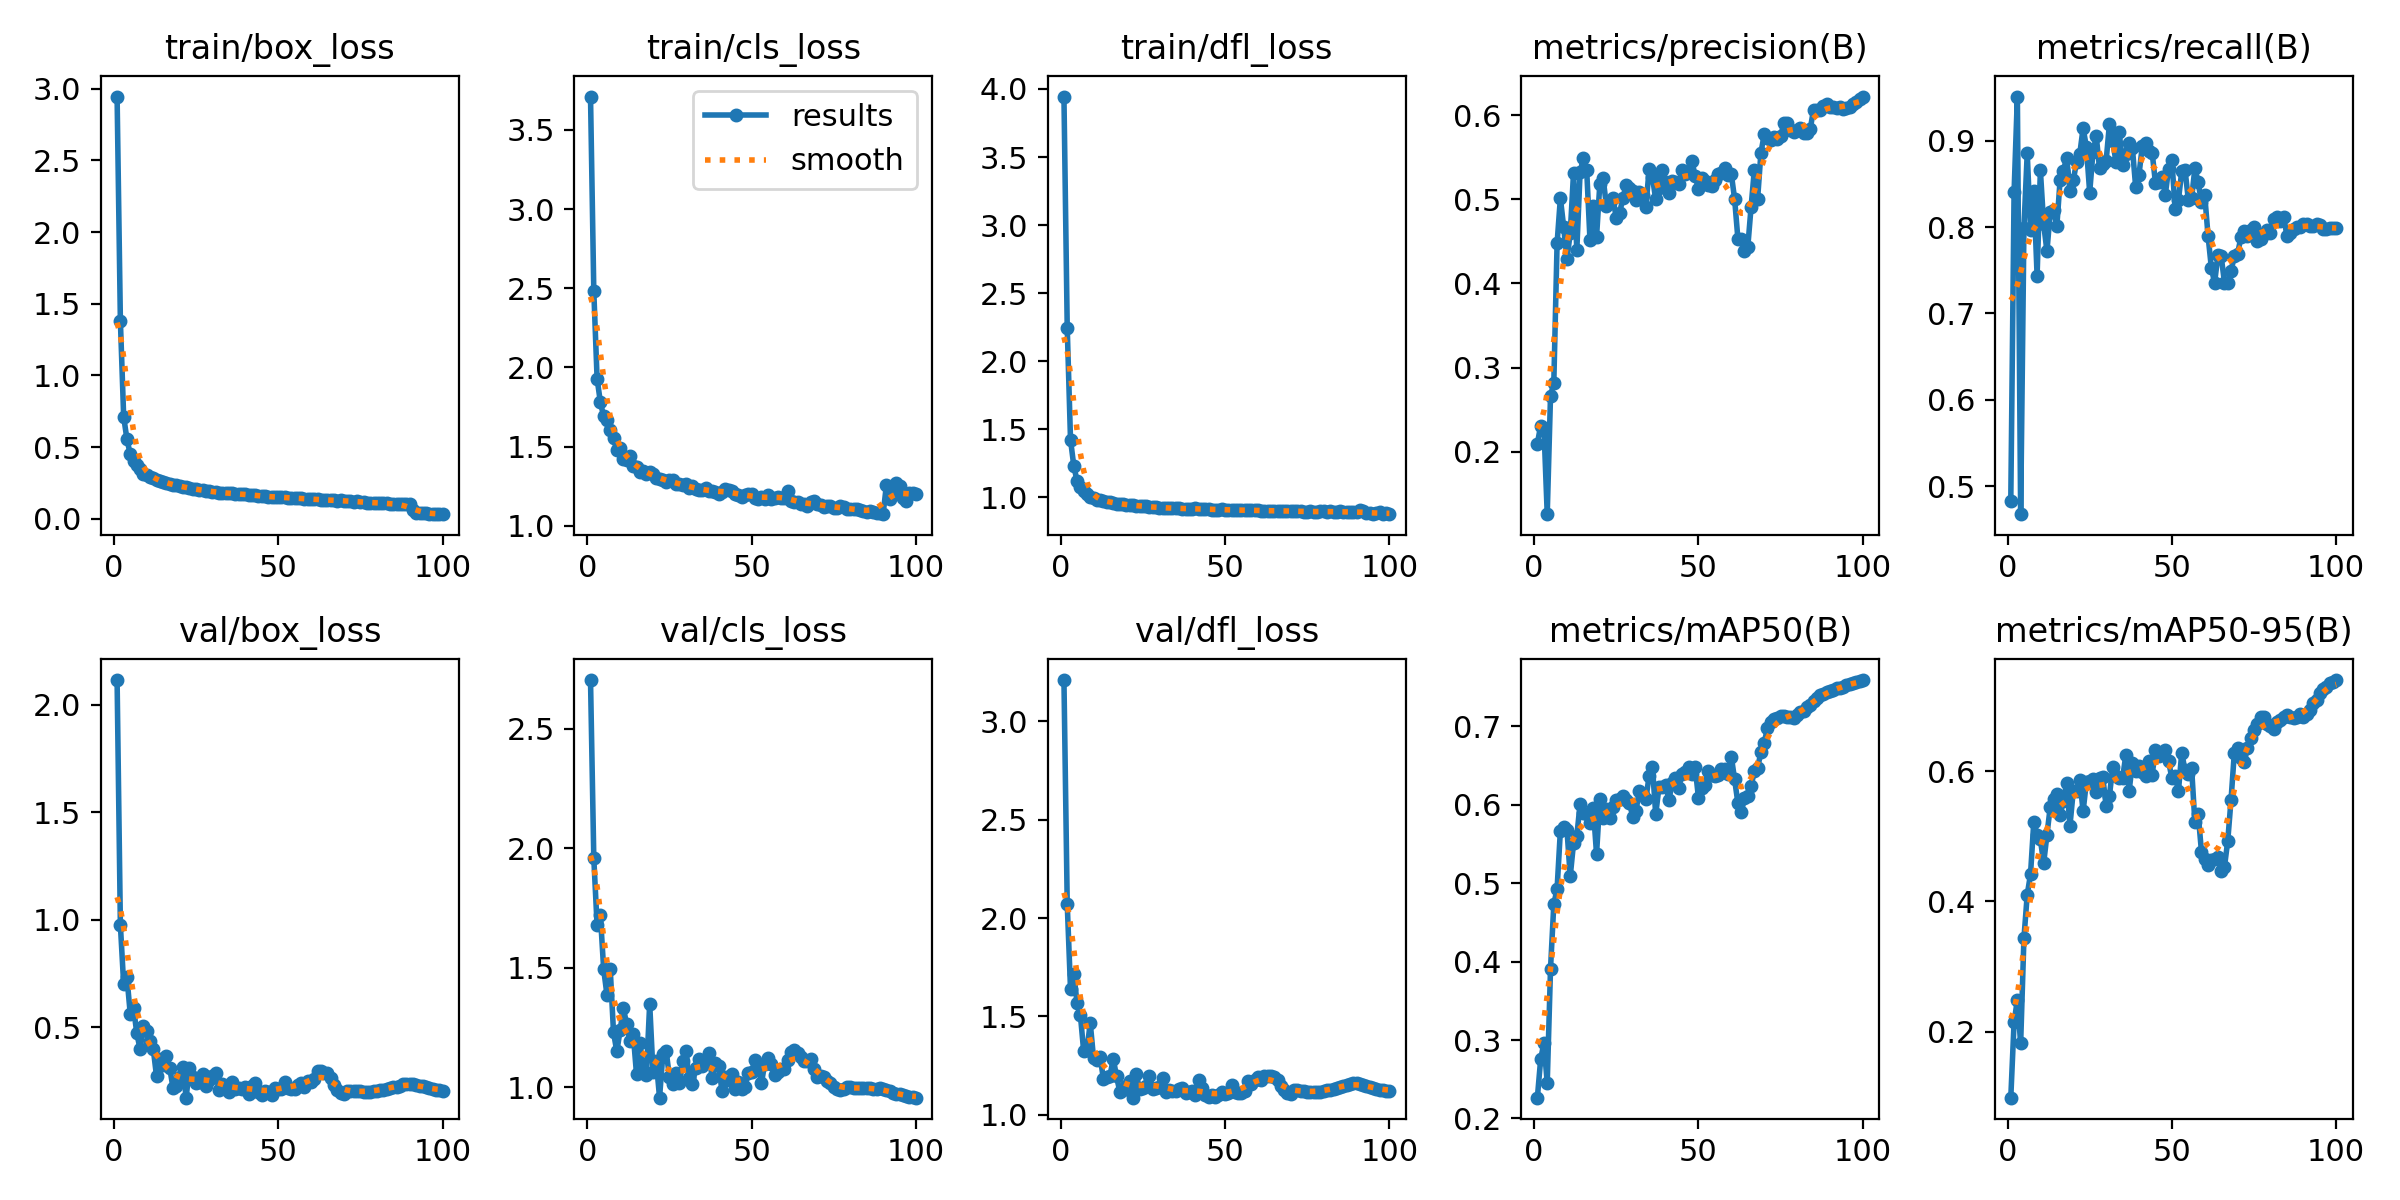 train/box_loss
3.0
2.5
2.0
1.5
1.0
0.5
0.0
0 50 100
train/cls_loss
results
smooth
3.5
3.0
2.5
2.0
1.5
1.0
0 50 100
train/dfl_loss
4.0
3.5
3.0
2.5
2.0
1.5
1.0
0 50 100
metrics/precision(B)
0.6
0.5
0.4
0.3
0.2
0 50 100
metrics/recall(B)
0.9
0.8
0.7
0.6
0.5
0 50 100
val/box_loss
2.0
1.5
1.0
0.5
0 50 100
val/cls_loss
2.5
2.0
1.5
1.0
0 50 100
val/dfl_loss
3.0
2.5
2.0
1.5
1.0
0 50 100
metrics/mAP50(B)
0.7
0.6
0.5
0.4
0.3
0.2
0 50 100
metrics/mAP50-95(B)
0.6
0.4
0.2
0 50 100